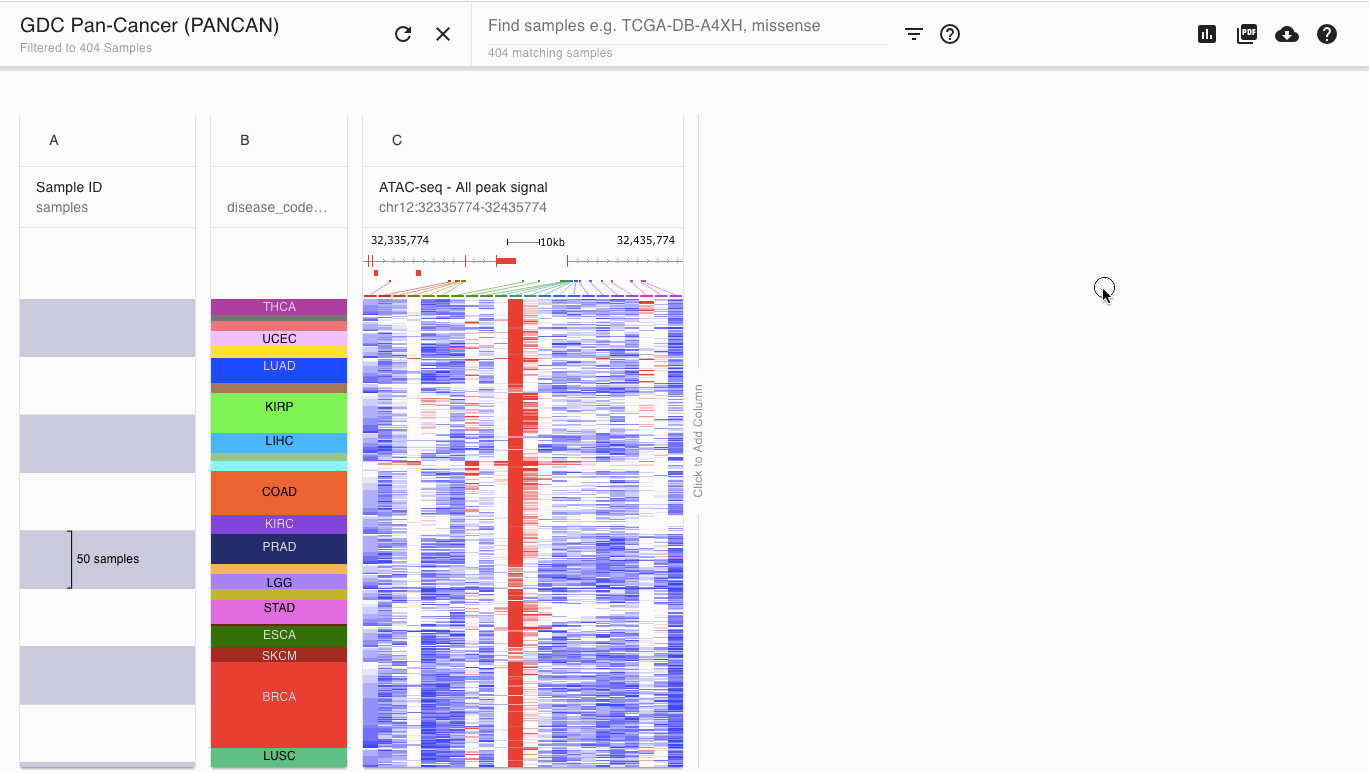 GDC Pan-Cancer (PANCAN)
Filtered to 404 Samples
Find samples e.g. TCGA-DB-A4XH, missense
404 matching samples
PDF
A
B
C
Sample ID
samples
disease_code…
ATAC-seq - All peak signal
chr12:32335774-32435774
32,335,774
10kb
32,435,774
THCA
UCEC
LUAD
KIRP
LIHC
COAD
KIRC
PRAD
LGG
STAD
ESCA
SKCM
BRCA
LUSC
50 samples
Click to Add Column